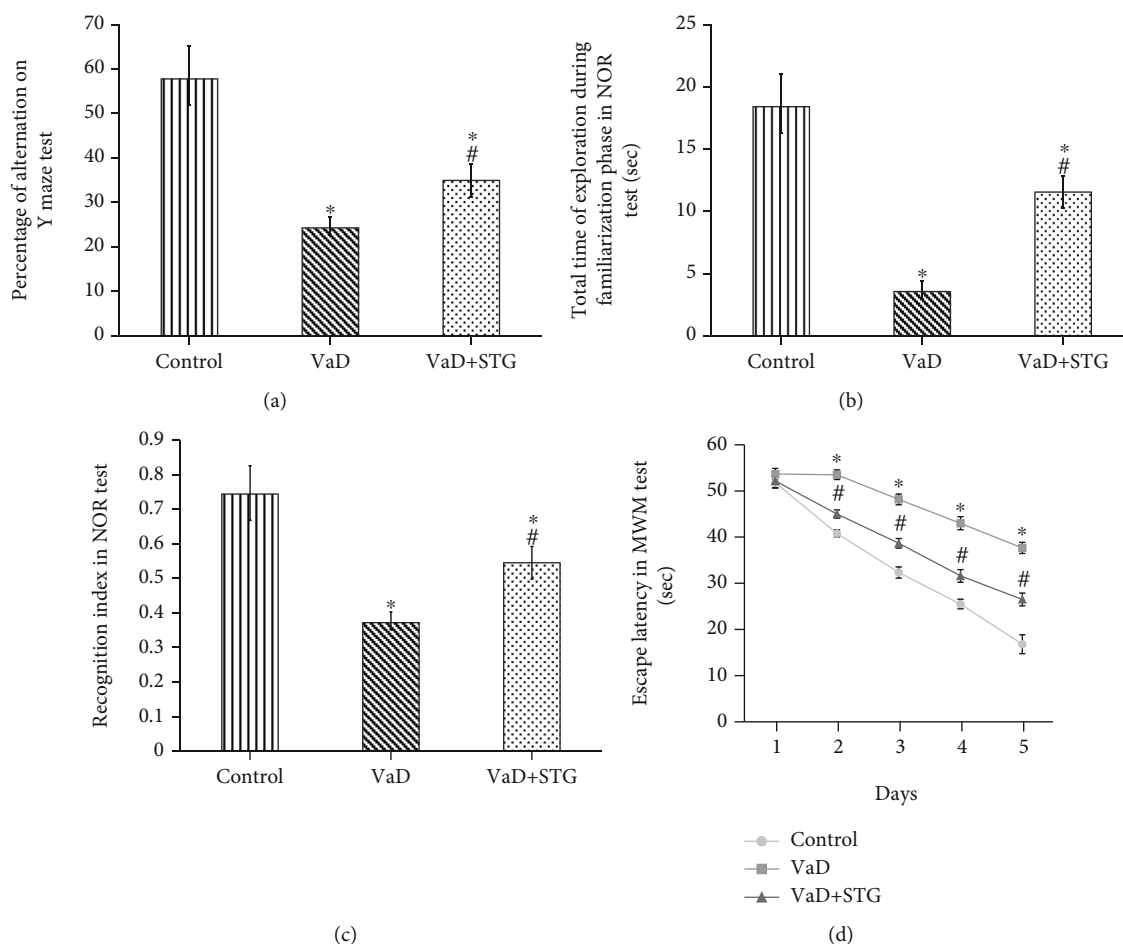 70
60
50
40
30
20
10
0
Percentage of alternation on
Y maze test
*
*
#
Control VaD VaD+STG
(a)
25
20
15
10
5
0
Total time of exploration during
familiarization phase in NOR
test (sec)
*
*
#
Control VaD VaD+STG
(b)
0.9
0.8
0.7
0.6
0.5
0.4
0.3
0.2
0.1
0
Recognition index in NOR test
*
*
#
Control VaD VaD+STG
(c)
60
50
40
30
20
10
0
Escape latency in MWM test
(sec)
* * * *
# # # #
1 2 3 4 5
Days
Control
VaD
VaD+STG
(d)